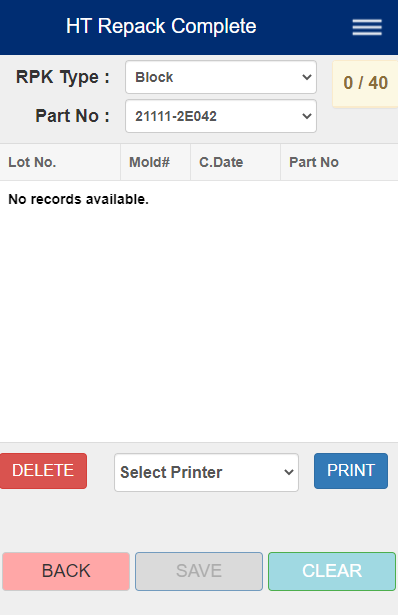 HT Repack Complete
RPK Type : Block 0 / 40
Part No : 21111-2E042
Lot No. Mold# C.Date Part No
No records available.
DELETE Select Printer PRINT
BACK SAVE CLEAR